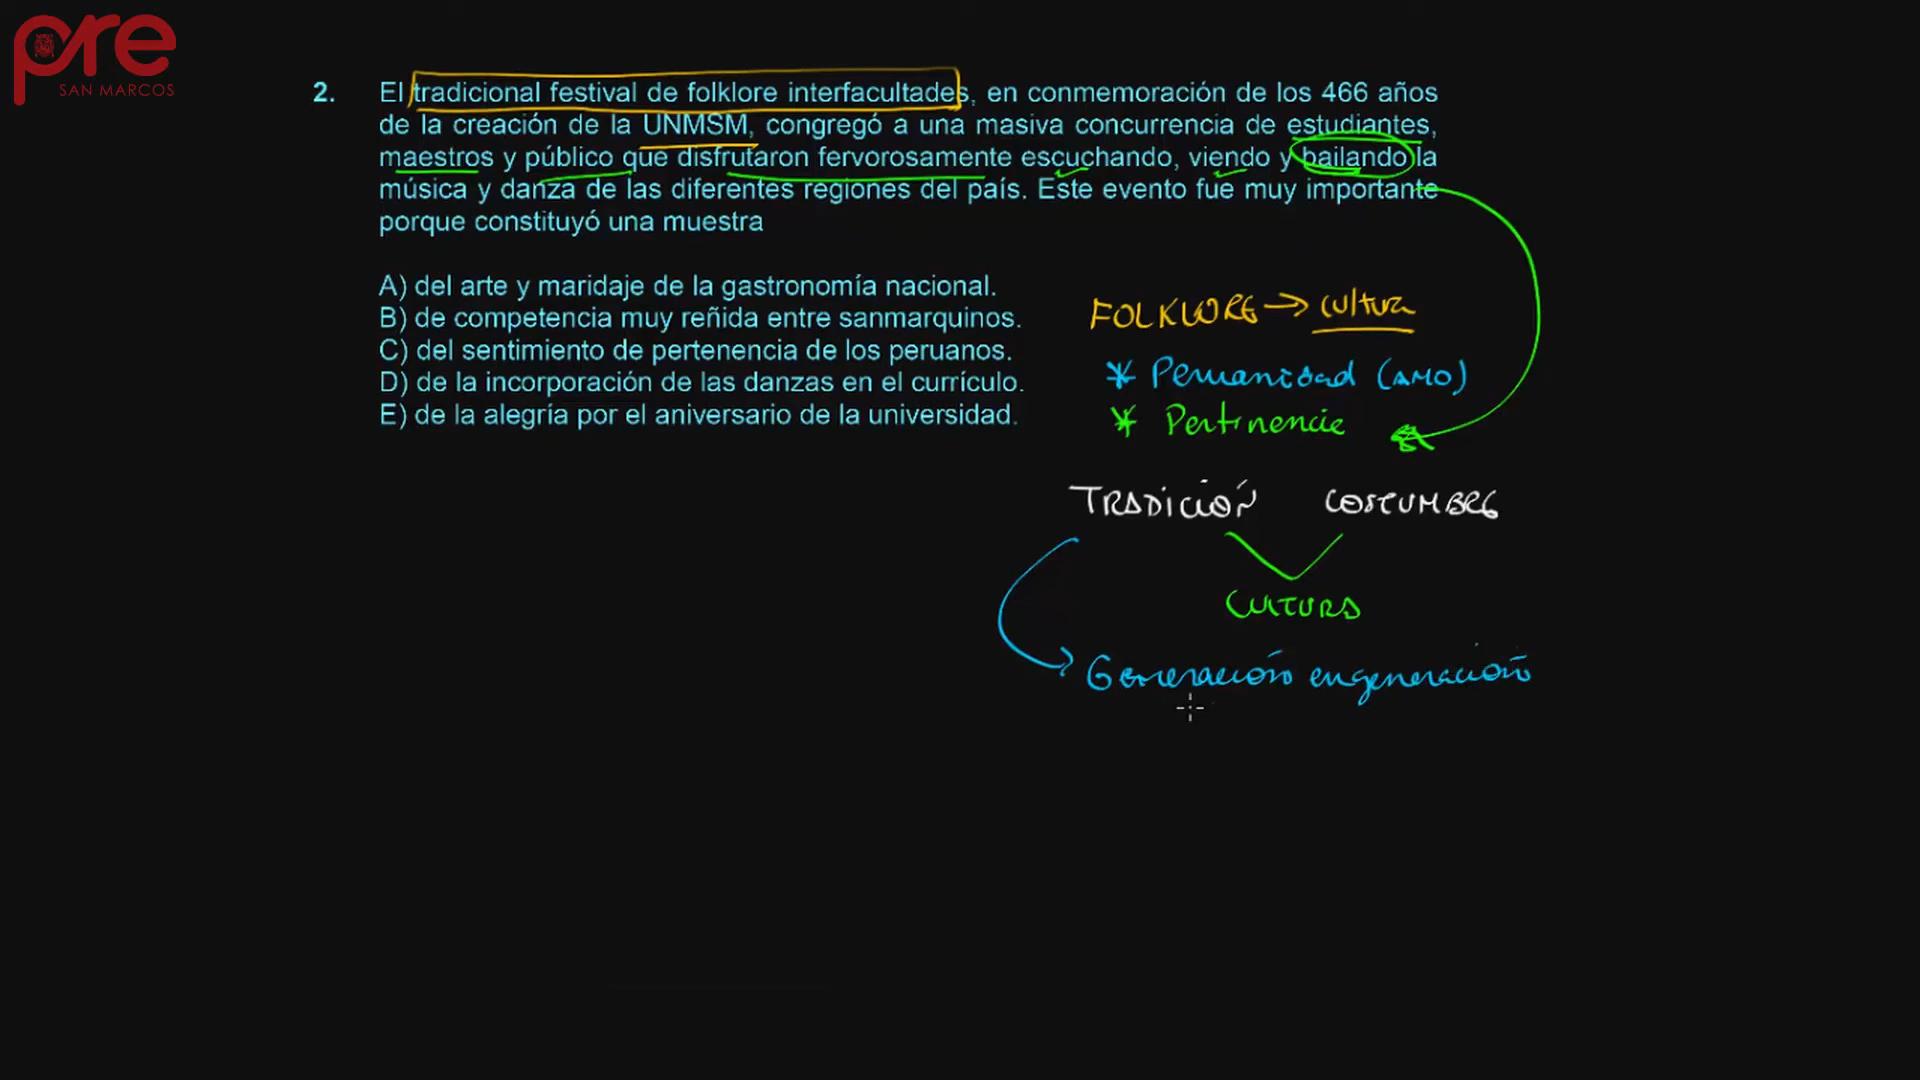 pre
SAN MARCOS
2. El tradicional festival de folklore interfacultades, en conmemoración de los 466 años
de la creación de la UNMSM, congregó a una masiva concurrencia de estudiantes,
maestros y público que disfrutaron fervorosamente escuchando, viendo y bailando la
música y danza de las diferentes regiones del país. Este evento fue muy importante
porque constituyó una muestra
A) del arte y maridaje de la gastronomía nacional.
B) de competencia muy reñida entre sanmarquinos.
C) del sentimiento de pertenencia de los peruanos.
D) de la incorporación de las danzas en el currículo.
E) de la alegría por el aniversario de la universidad.
FOLKLORE → cultura
* Peruanidad (AMO)
* Pertinencie
TRADICIÓN COSTUMBRE
CULTURA
Generación en generación